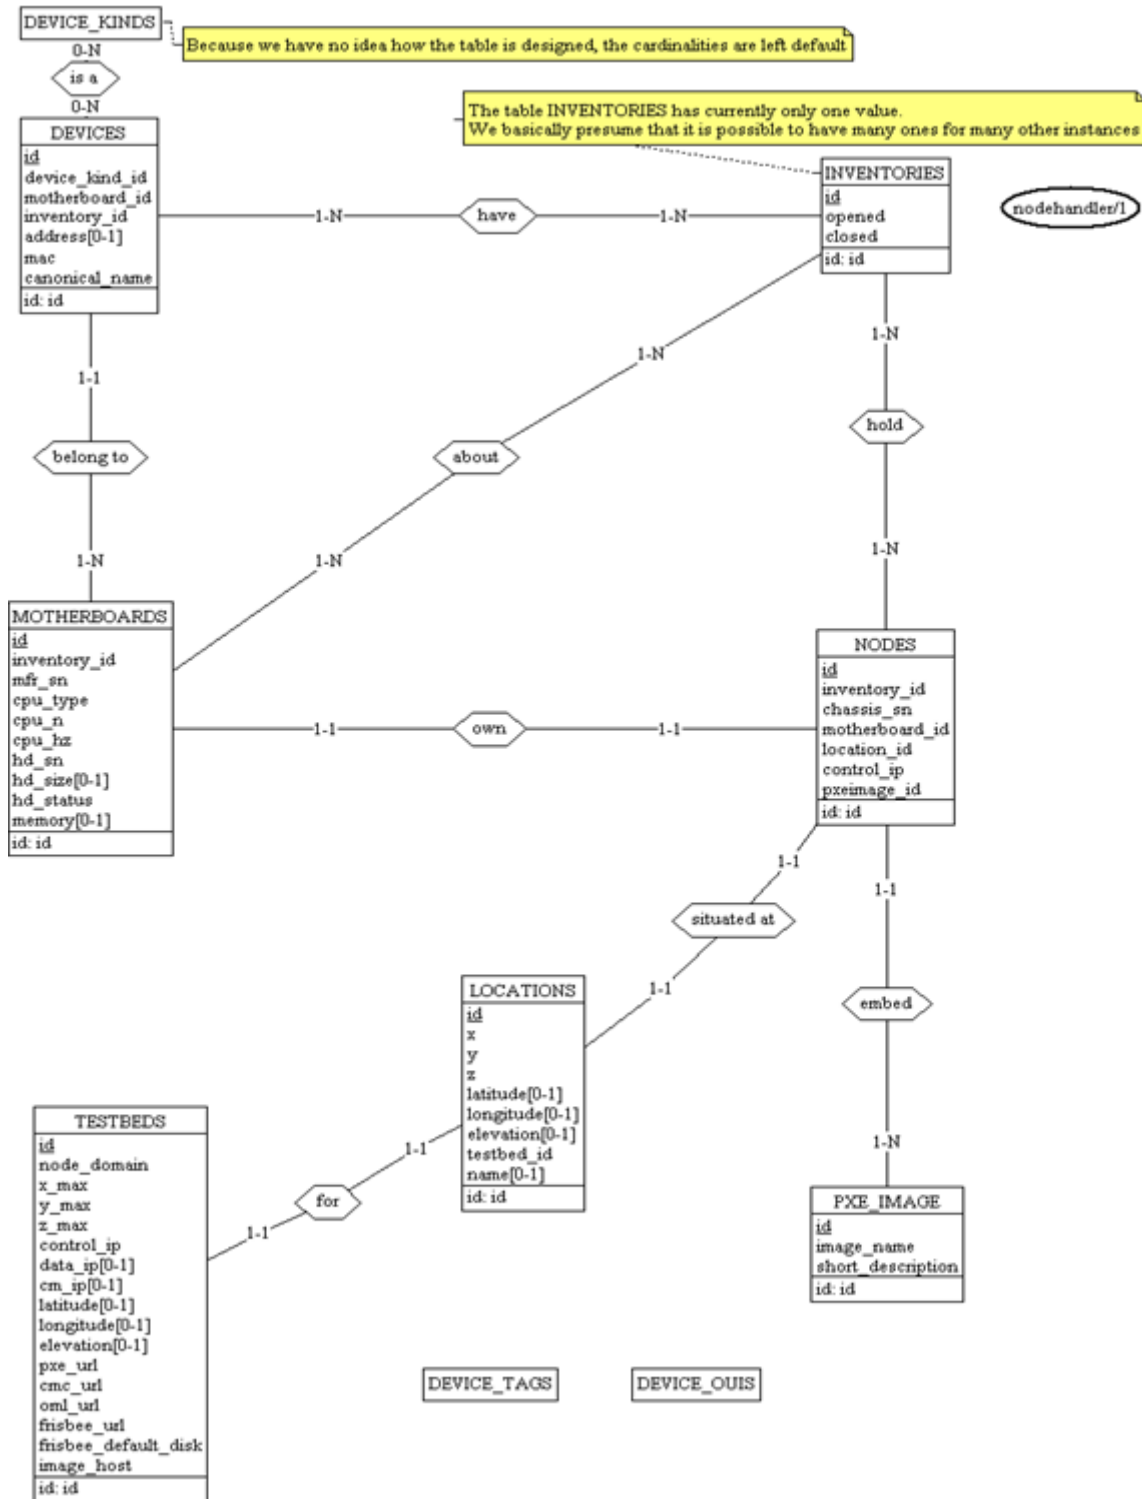 DEVICE_KINDS
Because we have no idea how the table is designed, the cardinalities are left default
0-N
is a
0-N
The table INVENTORIES has currently only one value.
We basically presume that it is possible to have many ones for many other instances
DEVICES
id
device_kind_id
motherboard_id
inventory_id
address[0-1]
mac
canonical_name
id: id
1-N
have
1-N
INVENTORIES
id
opened
closed
id: id
nodehandler/1
1-1
belong to
1-N
1-N
about
1-N
1-N
hold
1-N
MOTHERBOARDS
id
inventory_id
mfr_sn
cpu_type
cpu_n
cpu_hz
hd_sn
hd_size[0-1]
hd_status
memory[0-1]
id: id
1-1
own
1-1
NODES
id
inventory_id
chassis_sn
motherboard_id
location_id
control_ip
pxeimage_id
id: id
1-1
situated at
1-1
1-1
embed
1-N
LOCATIONS
id
x
y
z
latitude[0-1]
longitude[0-1]
elevation[0-1]
testbed_id
name[0-1]
id: id
1-1
for
1-1
TESTBEDS
id
node_domain
x_max
y_max
z_max
control_ip
data_ip[0-1]
cm_ip[0-1]
latitude[0-1]
longitude[0-1]
elevation[0-1]
pxe_url
cmc_url
oml_url
frisbee_url
frisbee_default_disk
image_host
id: id
PXE_IMAGE
id
image_name
short_description
id: id
DEVICE_TAGS
DEVICE_OUIS